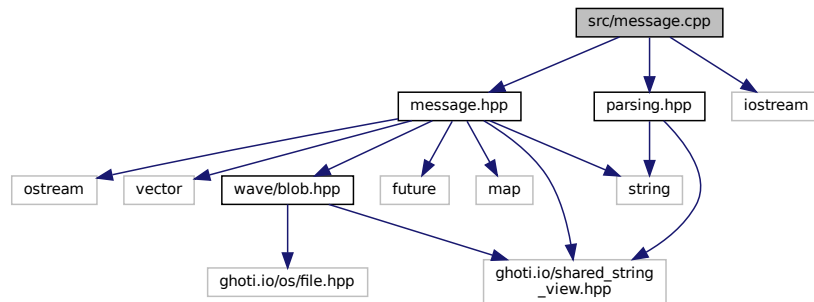 src/message.cpp
message.hpp
parsing.hpp
iostream
ostream
vector
wave/blob.hpp
future
map
string
ghoti.io/os/file.hpp
ghoti.io/shared_string
_view.hpp